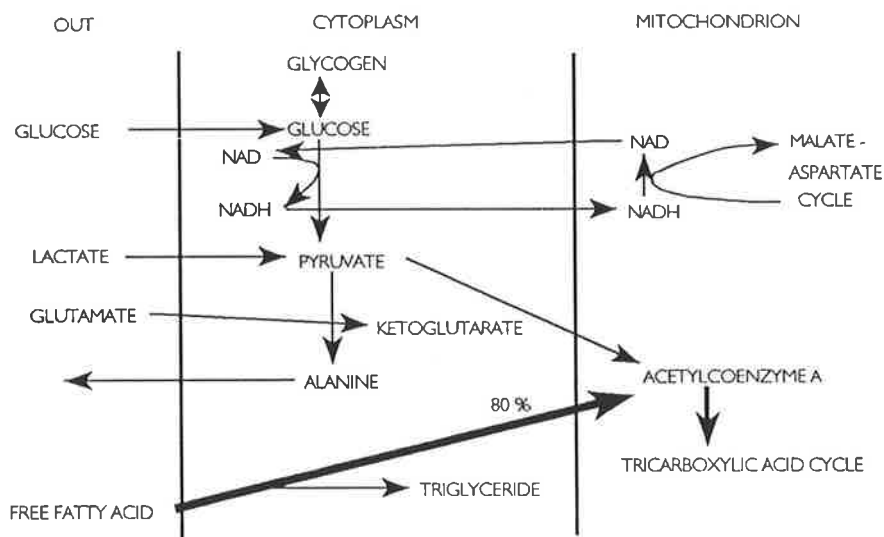 OUT
CYTOPLASM
MITOCHONDRION
GLYCOGEN
GLUCOSE
GLUCOSE
NAD
NAD
MALATE -
ASPARTATE
CYCLE
NADH
NADH
LACTATE
PYRUVATE
GLUTAMATE
KETOGLUTARATE
ALANINE
ACETYLCOENZYME A
80 %
TRICARBOXYLIC ACID CYCLE
TRIGLYCERIDE
FREE FATTY ACID